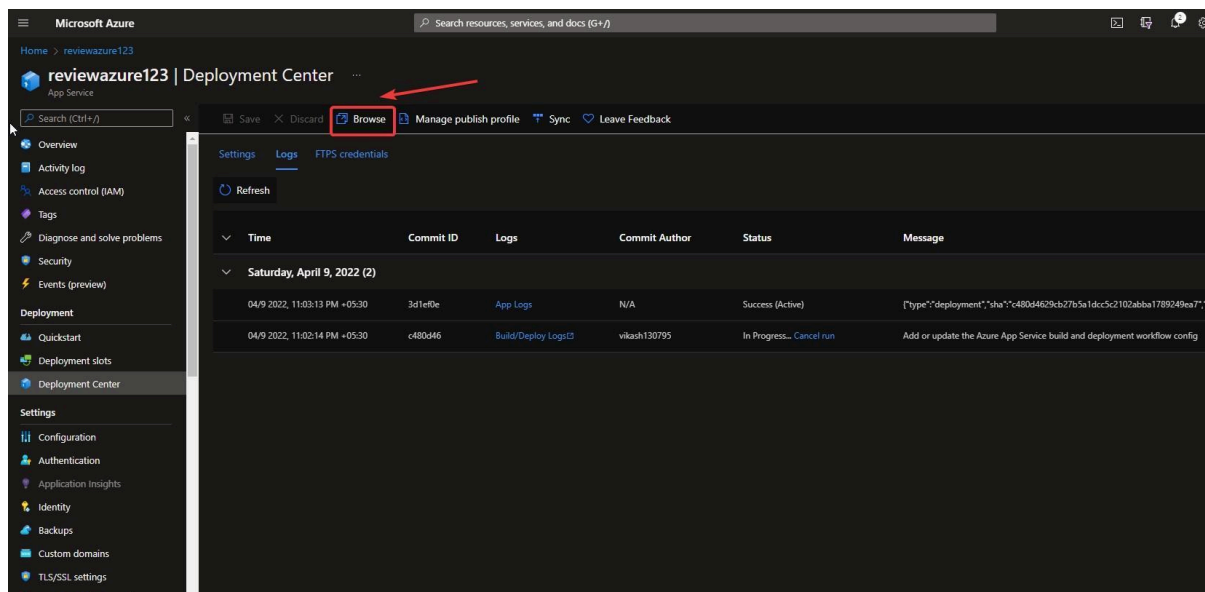 Microsoft Azure
Search resources, services, and docs (G+/)
Home > reviewazure123
reviewazure123 | Deployment Center ...
App Service
Search (Ctrl+/)
«
Save Discard Browse Manage publish profile Sync Leave Feedback
Overview
Activity log
Access control (IAM)
Tags
Diagnose and solve problems
Security
Events (preview)
Deployment
Quickstart
Deployment slots
Deployment Center
Settings
Configuration
Authentication
Application Insights
Identity
Backups
Custom domains
TLS/SSL settings
Settings Logs FTPS credentials
Refresh
Time Commit ID Logs Commit Author Status Message
Saturday, April 9, 2022 (2)
04/9 2022, 11:03:13 PM +05:30 3d1ef0e App Logs N/A Success (Active) {"type":"deployment","sha":"c480d4629cb27b5a1dcc5c2102abba1789249ea7","
04/9 2022, 11:02:14 PM +05:30 c480d46 Build/Deploy Logs vikash130795 In Progress... Cancel run Add or update the Azure App Service build and deployment workflow config